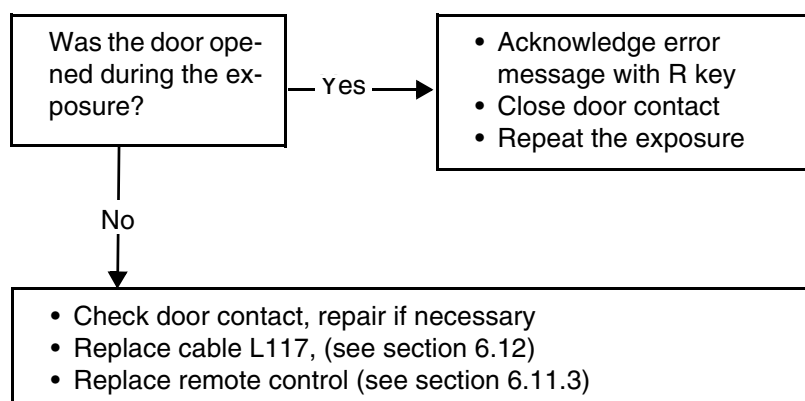 Was the door ope-
ned during the ex-
posure?
Yes
• Acknowledge error
message with R key
• Close door contact
• Repeat the exposure
No
• Check door contact, repair if necessary
• Replace cable L117, (see section 6.12)
• Replace remote control (see section 6.11.3)